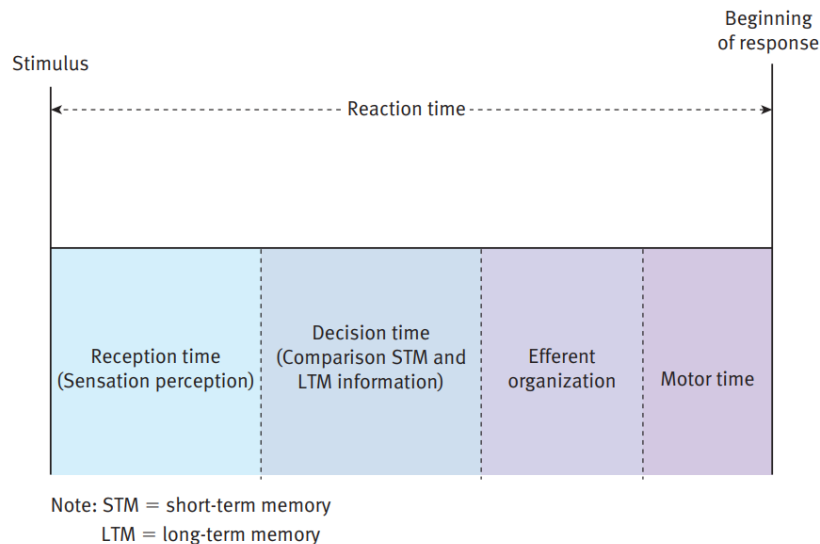 Beginning
of response
Stimulus
Reaction time
Reception time
(Sensation perception)
Decision time
(Comparison STM and
LTM information)
Efferent
organization
Motor time
Note: STM = short-term memory
LTM = long-term memory